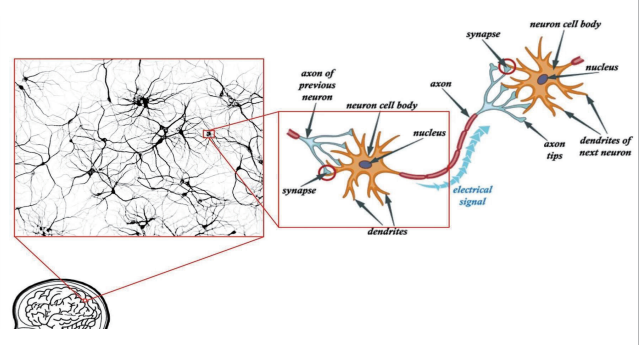 neuron cell body
synapse
nucleus
axon of
previous
neuron
axon
neuron cell body
nucleus
axon
tips
dendrites of
next neuron
synapse
electrical
signal
dendrites